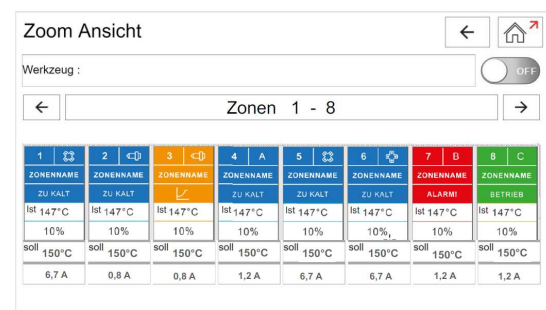 Zoom Ansicht
Werkzeug :
OFF
Zonen 1 - 8
1 2 3 4 A 5 6 7 B 8 C
ZONENNAME ZONENNAME ZONENNAME ZONENNAME ZONENNAME ZONENNAME ZONENNAME ZONENNAME
ZU KALT ZU KALT ZU KALT ZU KALT ZU KALT ALARM! BETRIEB
Ist 147°C Ist 147°C Ist 147°C Ist 147°C Ist 147°C Ist 147°C Ist 147°C Ist 147°C
10% 10% 10% 10% 10% 10% 10% 10%
soll 150°C soll 150°C soll 150°C soll 150°C soll 150°C soll 150°C soll 150°C soll 150°C
6,7 A 0,8 A 0,8 A 1,2 A 6,7 A 6,7 A 1,2 A 1,2 A